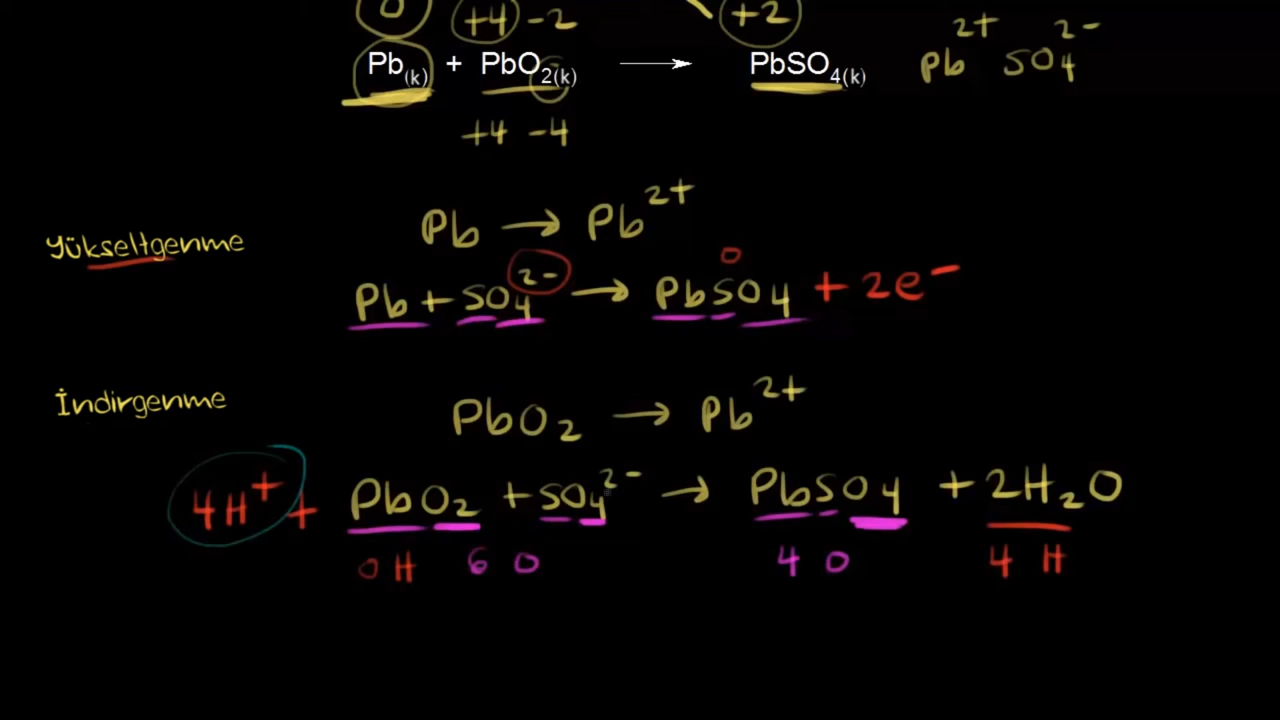 0 +4 -2 +2
Pb(k) + PbO2(k) → PbSO4(k) Pb2+ SO42-
+4 -4
Pb → Pb2+
Yükseltgenme
0
Pb + SO42- → PbSO4 + 2e-
İndirgenme
PbO2 → Pb2+
4H+ + PbO2 + SO42- → PbSO4 + 2H2O
0 H 6 O 4 O 4 H